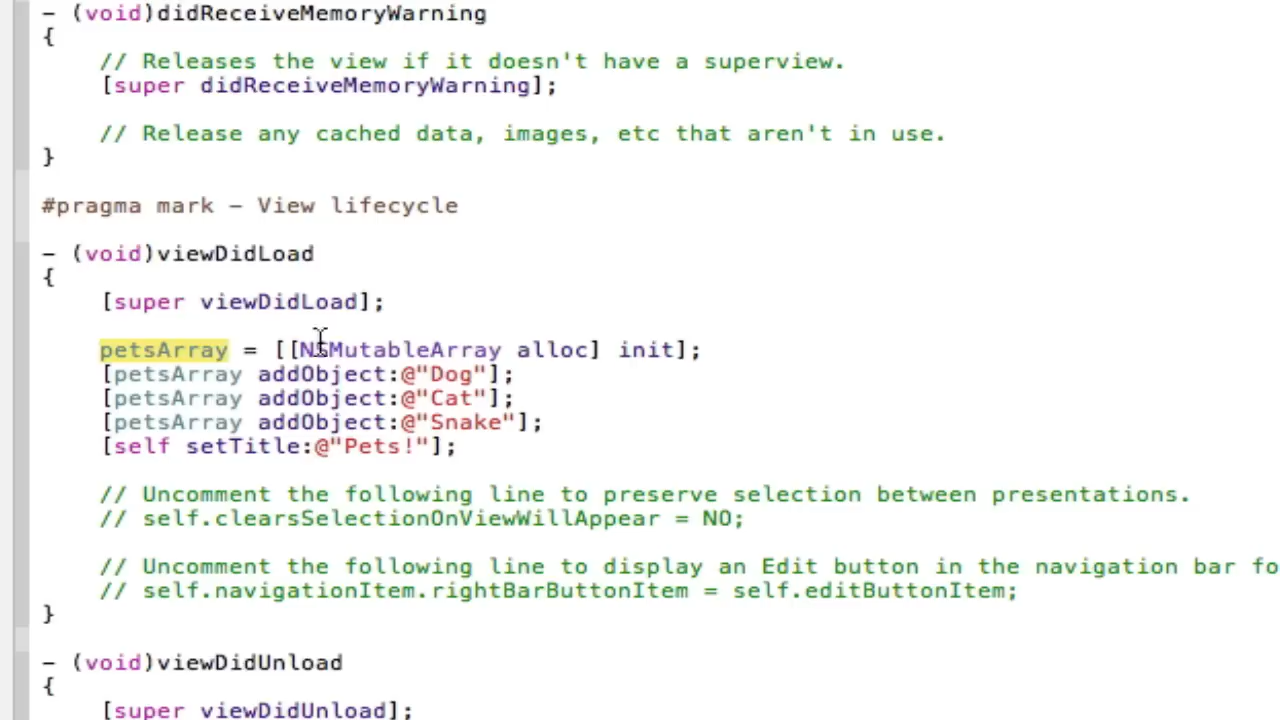 - (void)didReceiveMemoryWarning
{
// Releases the view if it doesn't have a superview.
[super didReceiveMemoryWarning];
// Release any cached data, images, etc that aren't in use.
}
#pragma mark - View lifecycle
- (void)viewDidLoad
{
[super viewDidLoad];
petsArray = [[NSMutableArray alloc] init];
[petsArray addObject:@"Dog"];
[petsArray addObject:@"Cat"];
[petsArray addObject:@"Snake"];
[self setTitle:@"Pets!"];
// Uncomment the following line to preserve selection between presentations.
// self.clearsSelectionOnViewWillAppear = NO;
// Uncomment the following line to display an Edit button in the navigation bar fo
// self.navigationItem.rightBarButtonItem = self.editButtonItem;
}
- (void)viewDidUnload
{
[super viewDidUnload];